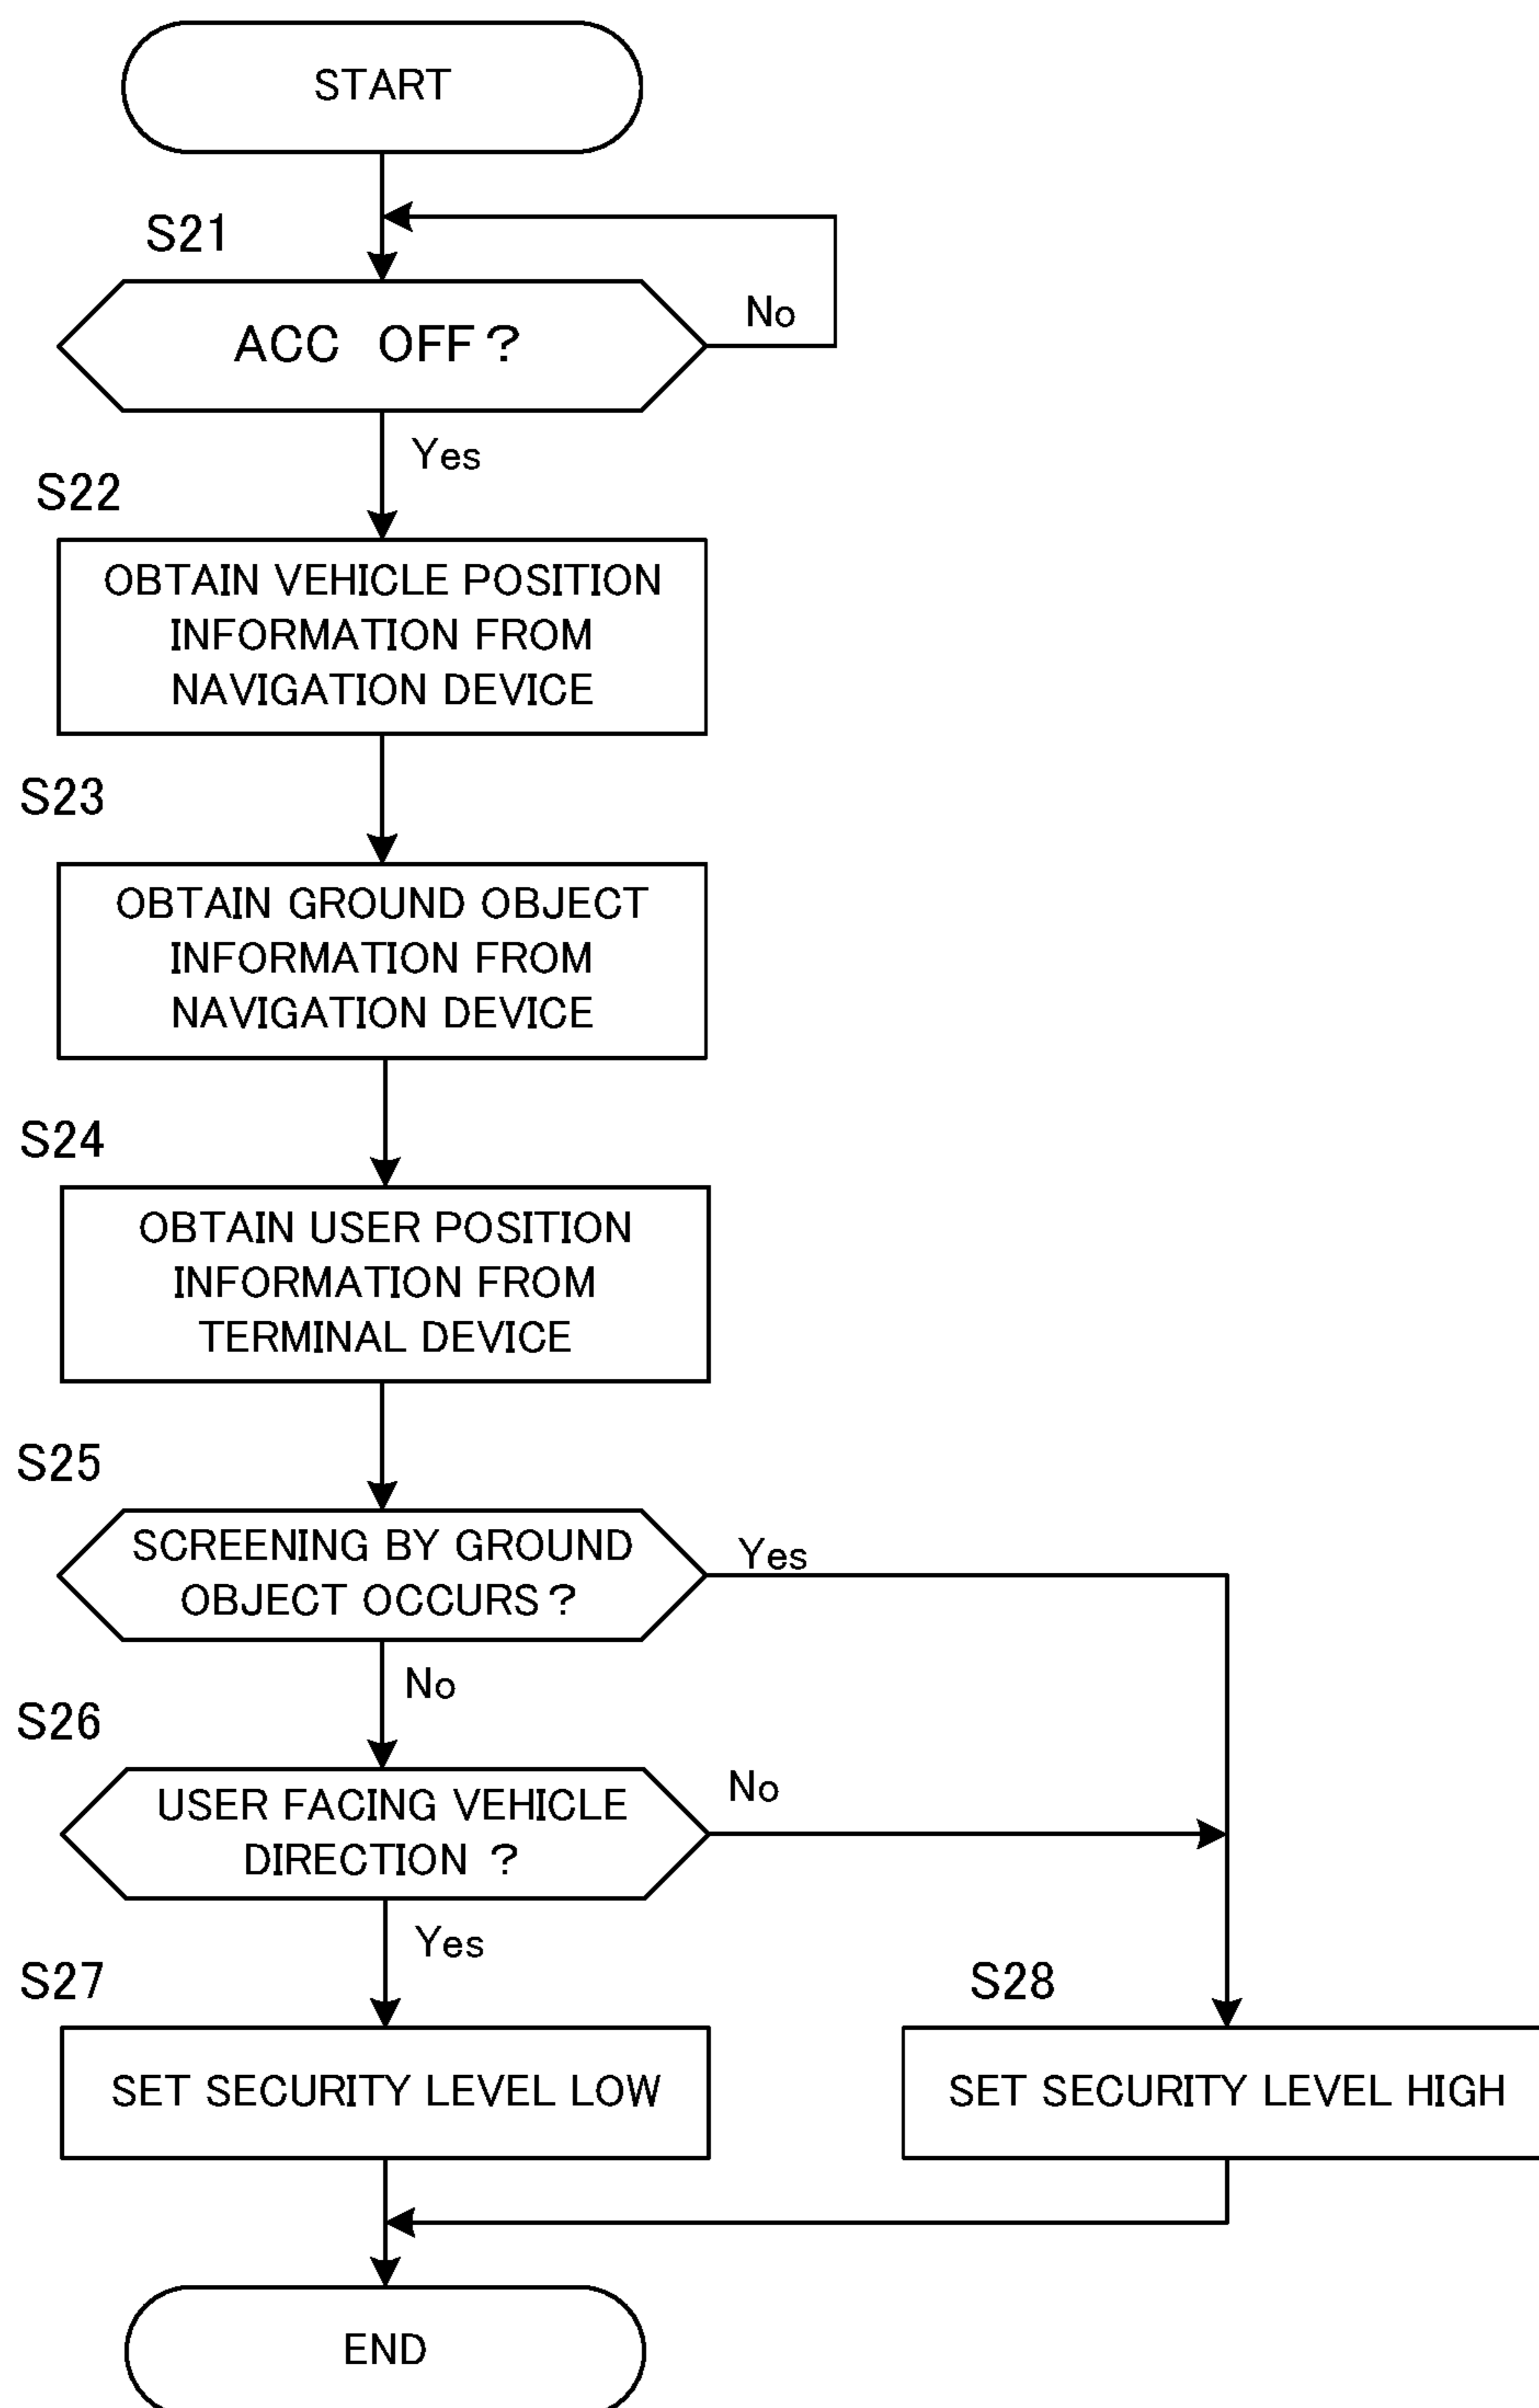 START
S21
ACC OFF?
No
Yes
S22
OBTAIN VEHICLE POSITION
INFORMATION FROM
NAVIGATION DEVICE
S23
OBTAIN GROUND OBJECT
INFORMATION FROM
NAVIGATION DEVICE
S24
OBTAIN USER POSITION
INFORMATION FROM
TERMINAL DEVICE
S25
SCREENING BY GROUND
OBJECT OCCURS?
Yes
No
S26
USER FACING VEHICLE
DIRECTION ?
No
Yes
S27
SET SECURITY LEVEL LOW
S28
SET SECURITY LEVEL HIGH
END